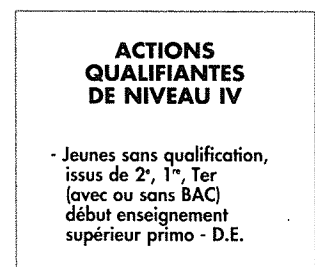 ACTIONS
QUALIFIANTES
DE NIVEAU IV
- Jeunes sans qualification,
issus de 2e, 1re, Ter
(avec ou sans BAC)
début enseignement
supérieur primo - D.E.